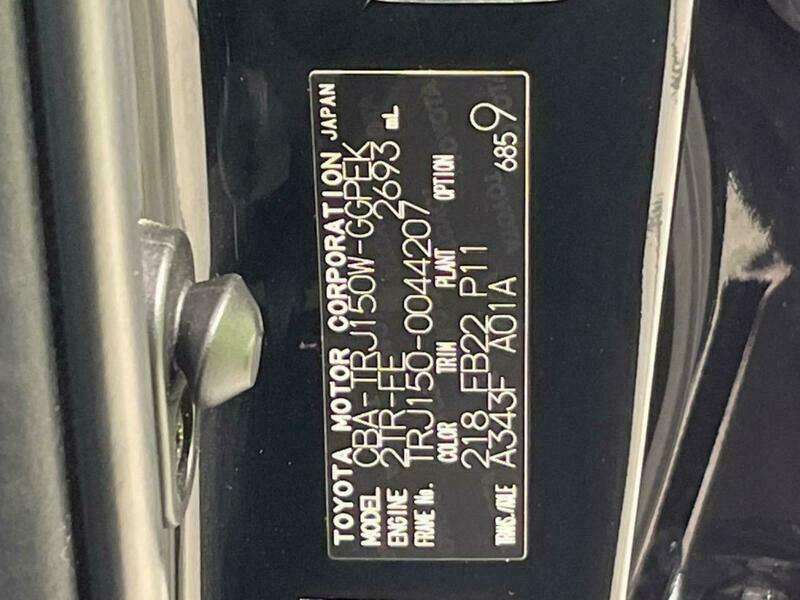 TOYOTA MOTOR CORPORATION JAPAN
MODEL CBA-TRJ150W-GGPEK
ENGINE 2TR-FE 2693 mL
FRAME No. TRJ150-0044207
COLOR TRIM PLANT OPTION
218 FB22 P11
TRANS./AXLE A343F A01A 685 9